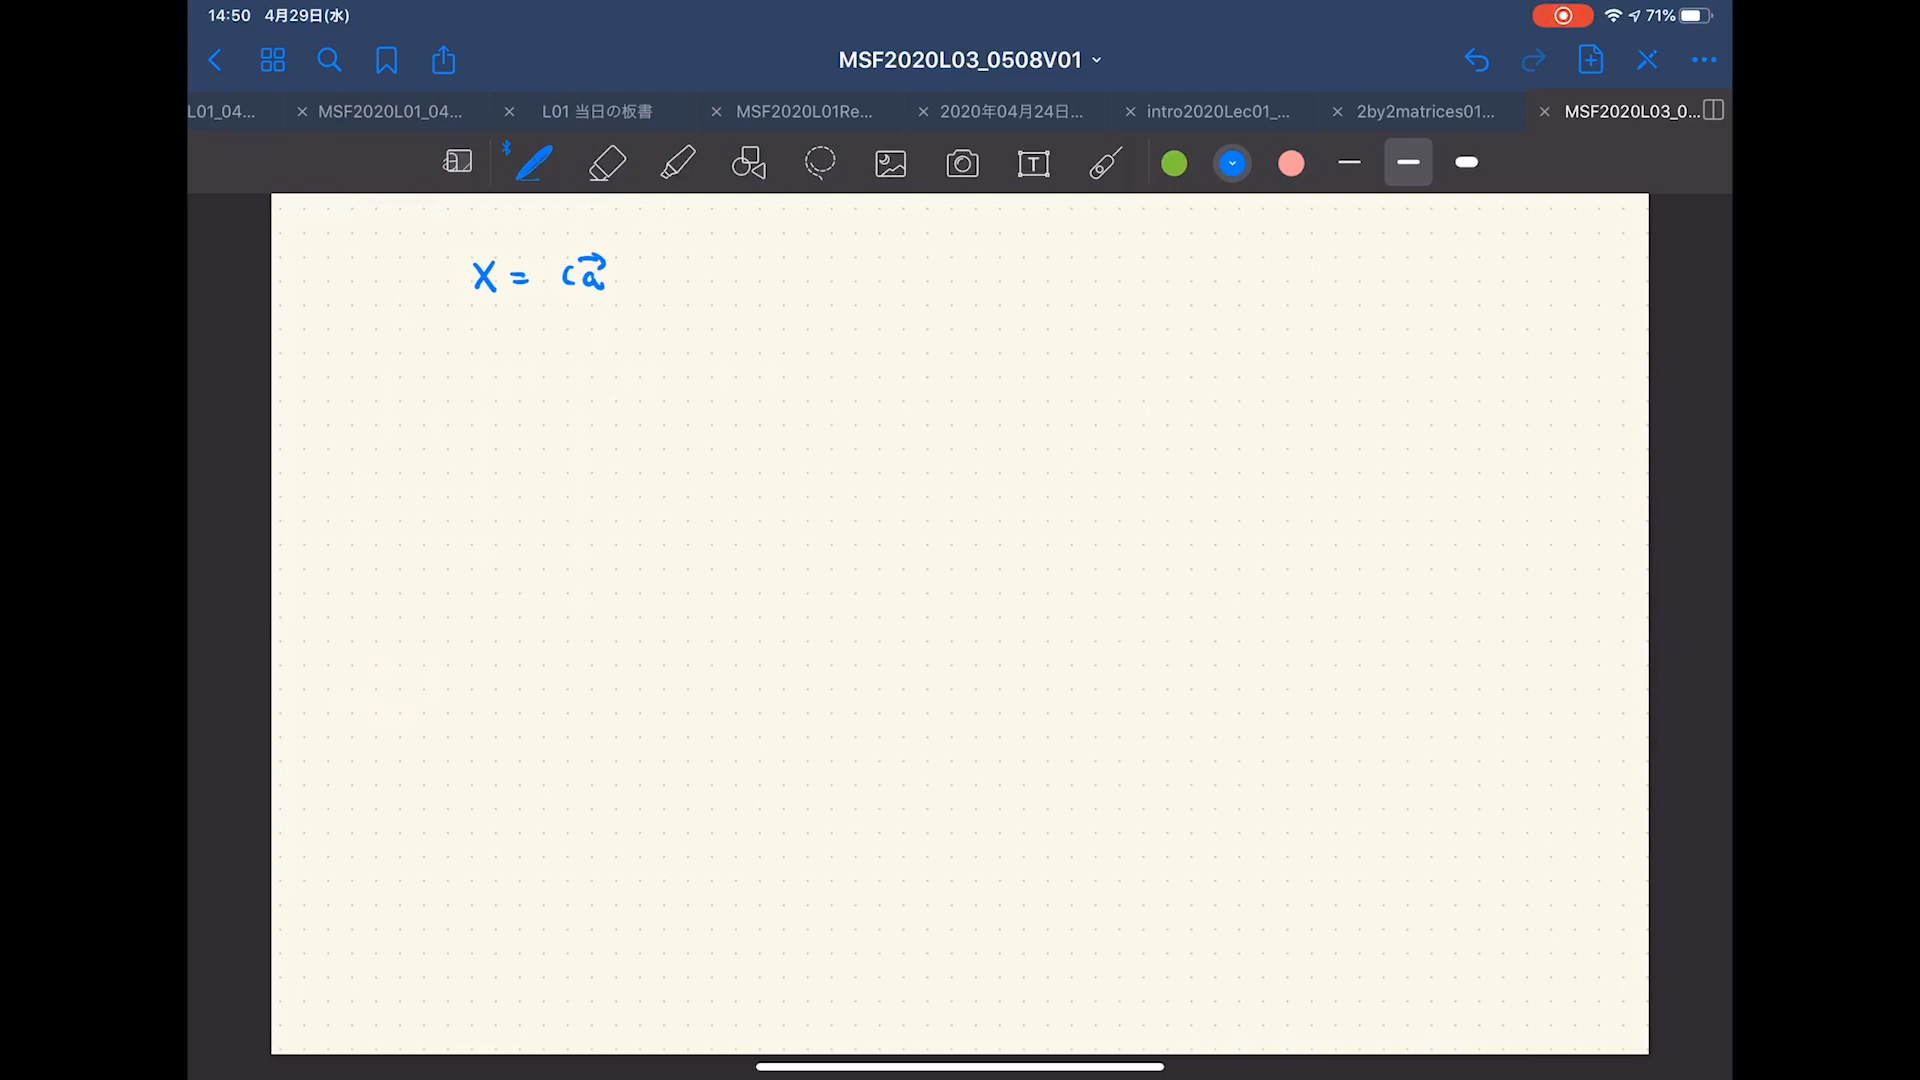 14:50 4月29日(水) 71%
MSF2020L03_0508V01
L01_04... MSF2020L01_04... L01 当日の板書 MSF2020L01Re... 2020年04月24日... intro2020Lec01_... 2by2matrices01... MSF2020L03_0...
T
X = ca⃗